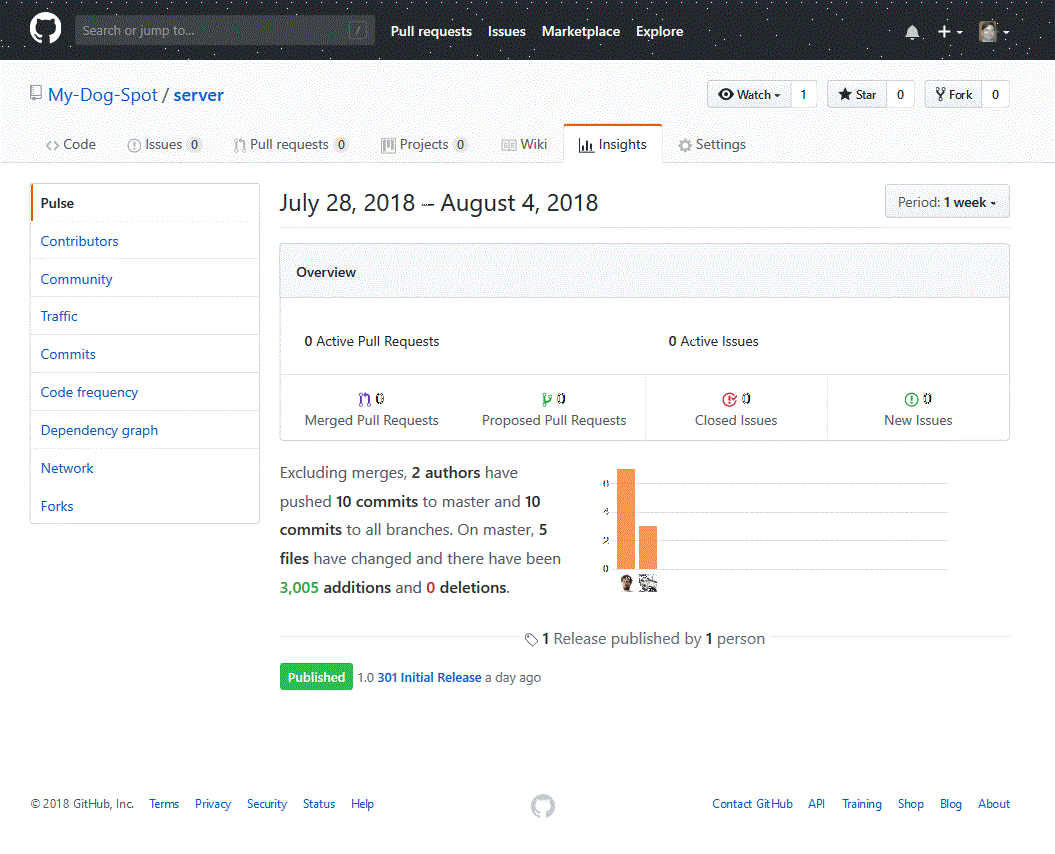 Search or jump to... / Pull requests Issues Marketplace Explore
My-Dog-Spot / server Watch 1 Star 0 Fork 0
Code Issues 0 Pull requests 0 Projects 0 Wiki Insights Settings
Pulse
Contributors
Community
Traffic
Commits
Code frequency
Dependency graph
Network
Forks
July 28, 2018 – August 4, 2018 Period: 1 week
Overview
0 Active Pull Requests 0 Active Issues
0 0 0 0
Merged Pull Requests Proposed Pull Requests Closed Issues New Issues
Excluding merges, 2 authors have
pushed 10 commits to master and 10
commits to all branches. On master, 5
files have changed and there have been
3,005 additions and 0 deletions.
6
4
2
0
1 Release published by 1 person
Published 1.0 301 Initial Release a day ago
© 2018 GitHub, Inc. Terms Privacy Security Status Help Contact GitHub API Training Shop Blog About